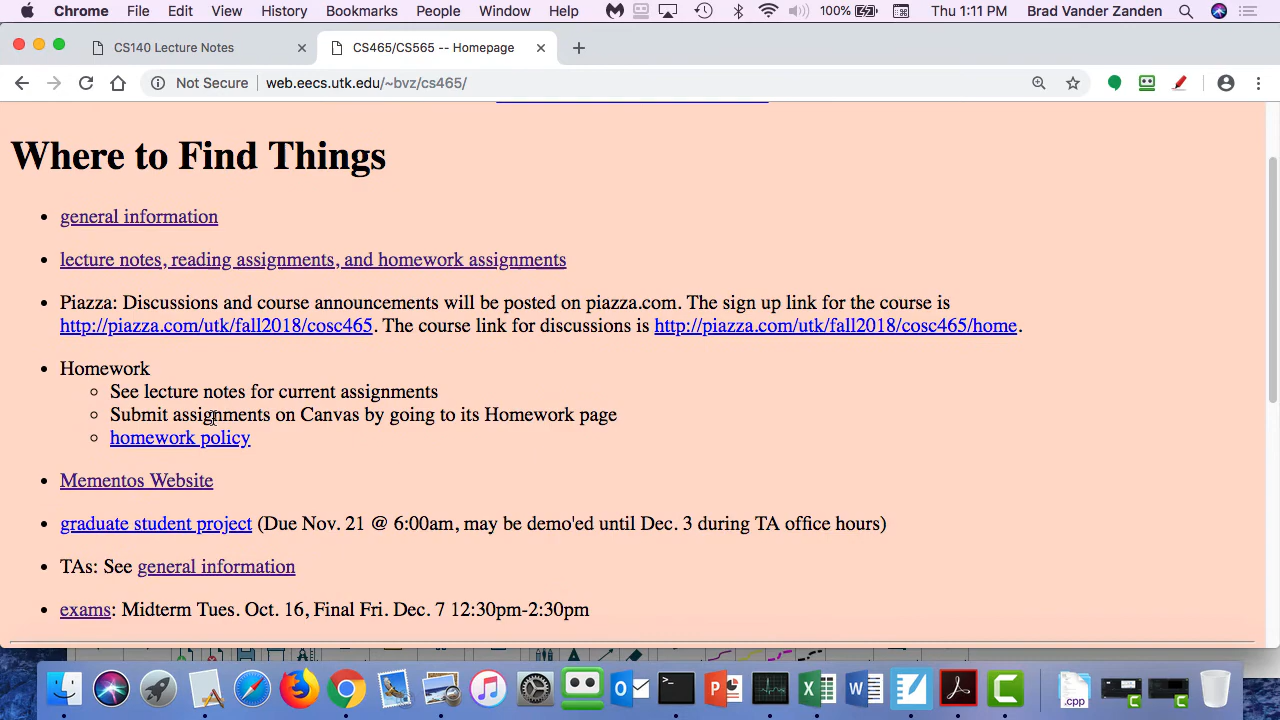 Chrome File Edit View History Bookmarks People Window Help 100% Thu 1:11 PM Brad Vander Zanden
CS140 Lecture Notes
CS465/CS565 -- Homepage
Not Secure web.eecs.utk.edu/~bvz/cs465/
Where to Find Things
general information
lecture notes, reading assignments, and homework assignments
Piazza: Discussions and course announcements will be posted on piazza.com. The sign up link for the course is
http://piazza.com/utk/fall2018/cosc465. The course link for discussions is http://piazza.com/utk/fall2018/cosc465/home.
Homework
See lecture notes for current assignments
Submit assignments on Canvas by going to its Homework page
homework policy
Mementos Website
graduate student project (Due Nov. 21 @ 6:00am, may be demo'ed until Dec. 3 during TA office hours)
TAs: See general information
exams: Midterm Tues. Oct. 16, Final Fri. Dec. 7 12:30pm-2:30pm
.cpp